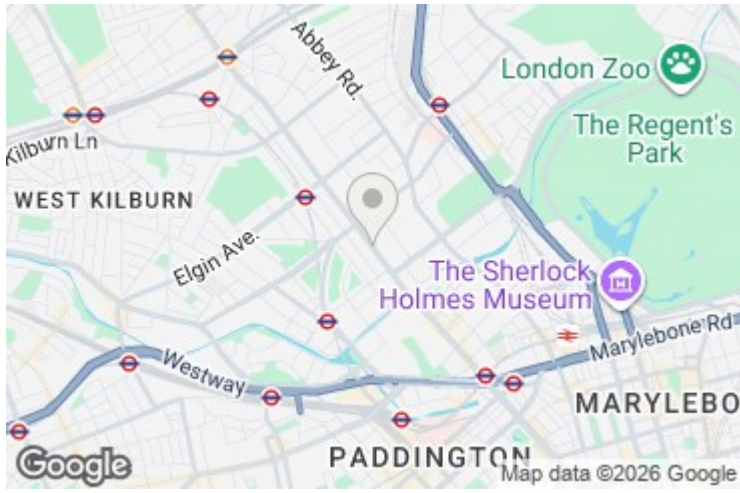 Abbey Rd.
London Zoo
The Regent's
Park
Kilburn Ln
WEST KILBURN
Elgin Ave.
The Sherlock
Holmes Museum
Marylebone Rd
Westway
MARYLEBO
PADDINGTON
Google
Map data ©2026 Google